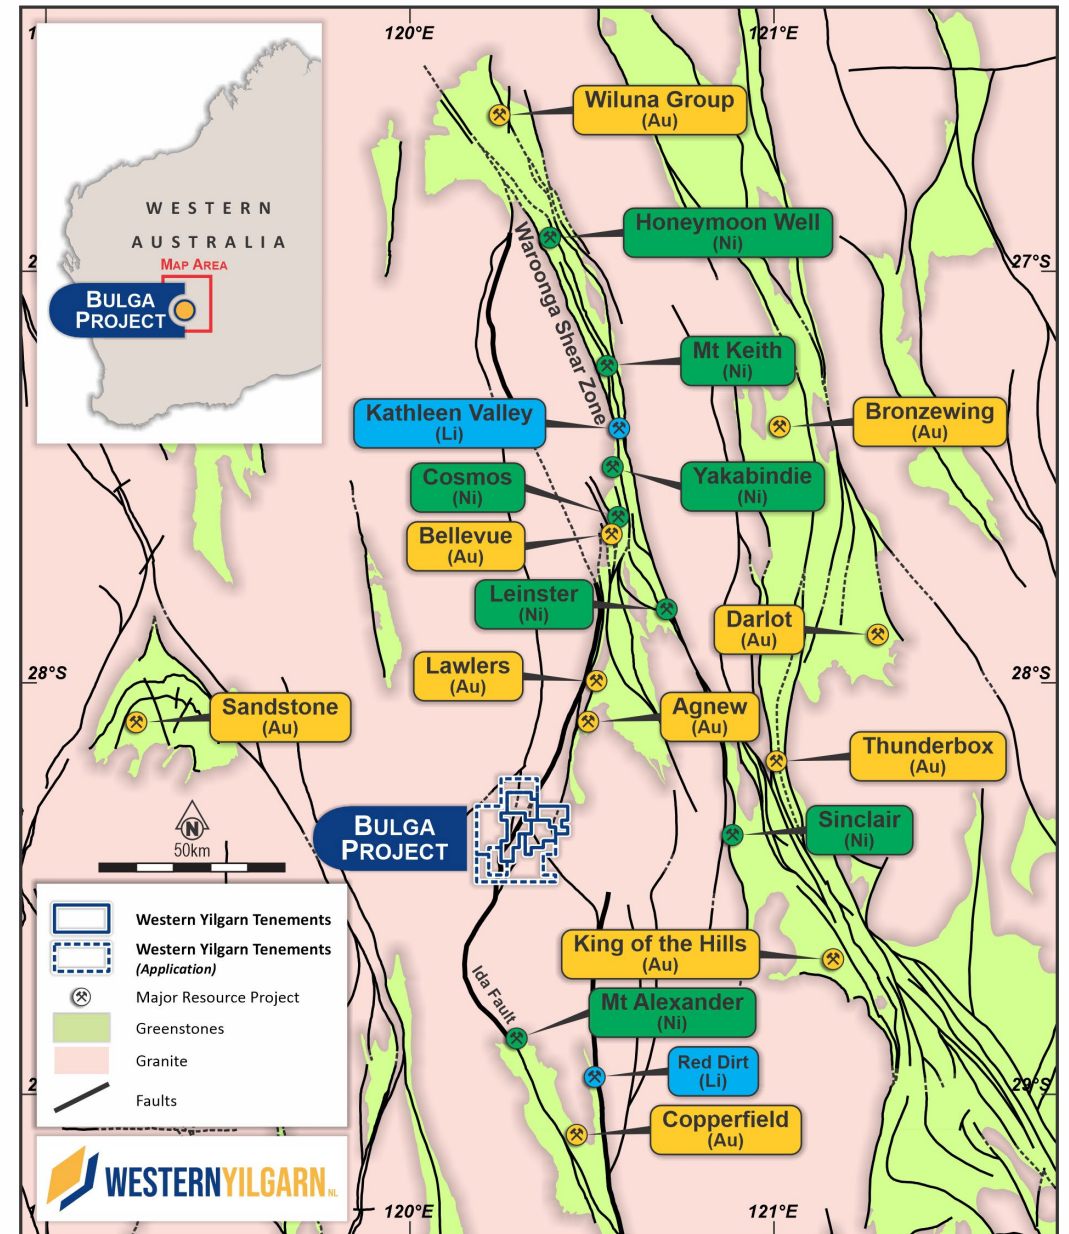 120°E
121°E
Wiluna Group
(Au)
WESTERN
AUSTRALIA
MAP AREA
BULGA
PROJECT
Honeymoon Well
(Ni)
27°S
Waroonga Shear Zone
Mt Keith
(Ni)
Kathleen Valley
(Li)
Bronzewing
(Au)
Cosmos
(Ni)
Yakabindie
(Ni)
Bellevue
(Au)
Leinster
(Ni)
Darlot
(Au)
28°S
Lawlers
(Au)
28°S
Sandstone
(Au)
Agnew
(Au)
Thunderbox
(Au)
N
50km
BULGA
PROJECT
Sinclair
(Ni)
Western Yilgarn Tenements
Western Yilgarn Tenements
(Application)
Major Resource Project
Greenstones
Granite
Faults
King of the Hills
(Au)
Ida Fault
Mt Alexander
(Ni)
Red Dirt
(Li)
29°S
Copperfield
(Au)
WESTERNYILGARN NL
120°E
121°E